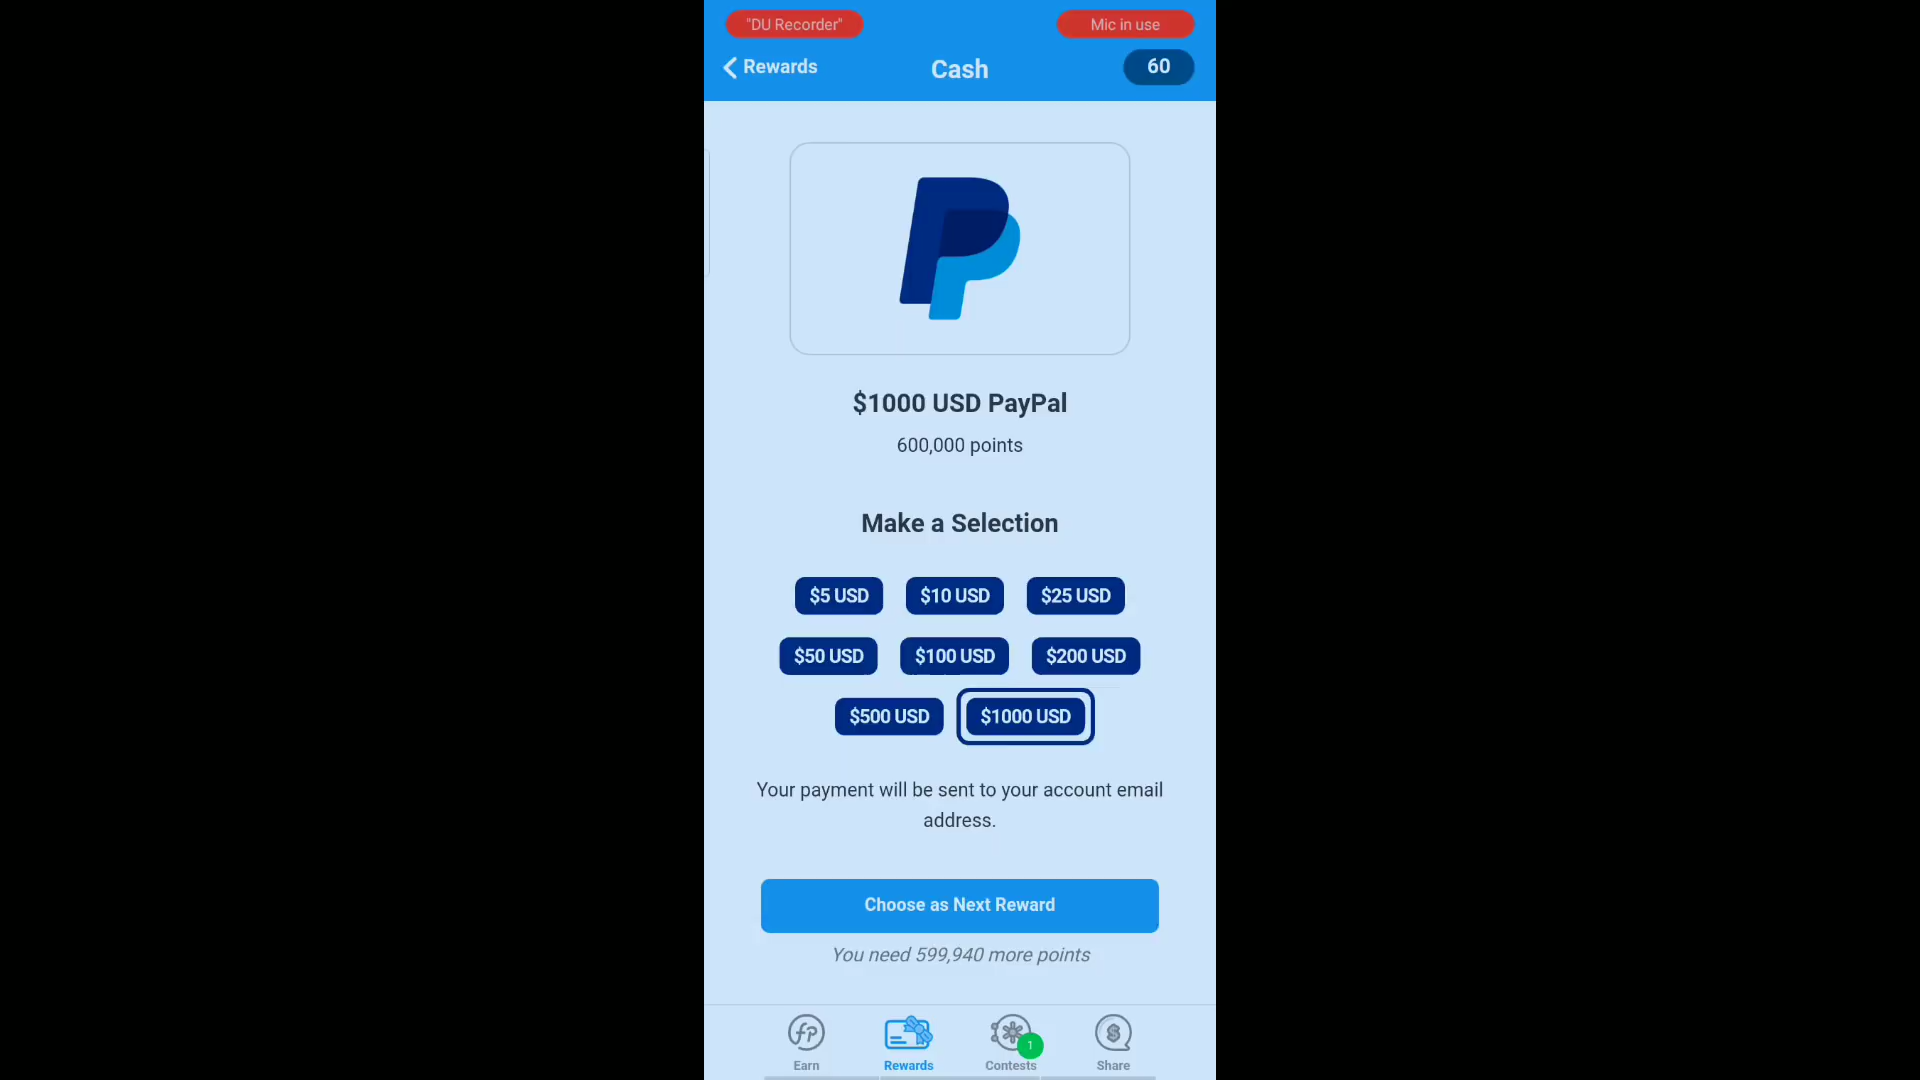 "DU Recorder"
Mic in use
Rewards
Cash
60
$1000 USD PayPal
600,000 points
Make a Selection
$5 USD
$10 USD
$25 USD
$50 USD
$100 USD
$200 USD
$500 USD
$1000 USD
Your payment will be sent to your account email
address.
Choose as Next Reward
You need 599,940 more points
fp
1
$
Earn
Rewards
Contests
Share